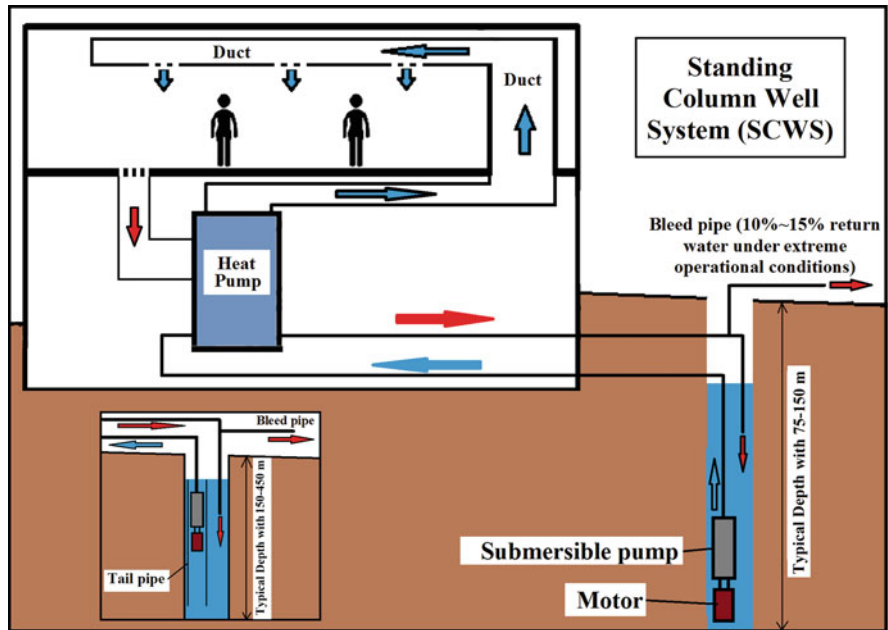 Duct
Duct
Standing
Column Well
System (SCWS)
Bleed pipe (10%~15% return
water under extreme
operational conditions)
Heat
Pump
Typical Depth with 75-150 m
Bleed pipe
Typical Depth with 150-450 m
Tail pipe
Submersible pump
Motor